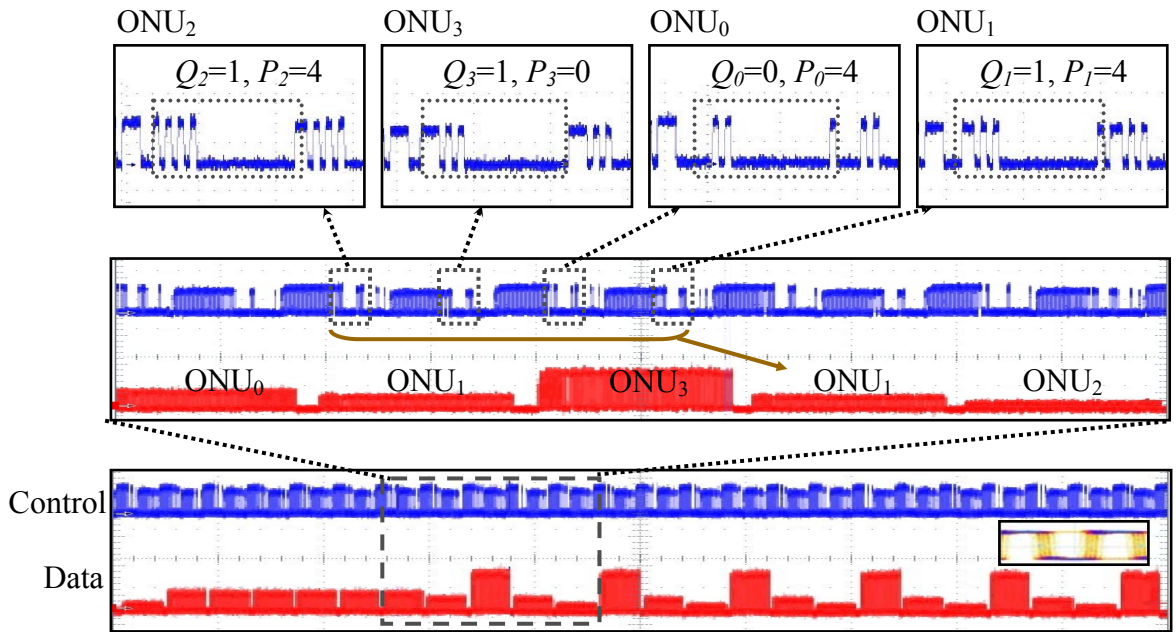 ONU₂ ONU₃ ONU₀ ONU₁
Q₂=1, P₂=4 Q₃=1, P₃=0 Q₀=0, P₀=4 Q₁=1, P₁=4
ONU₀ ONU₁ ONU₃ ONU₁ ONU₂
Control
Data